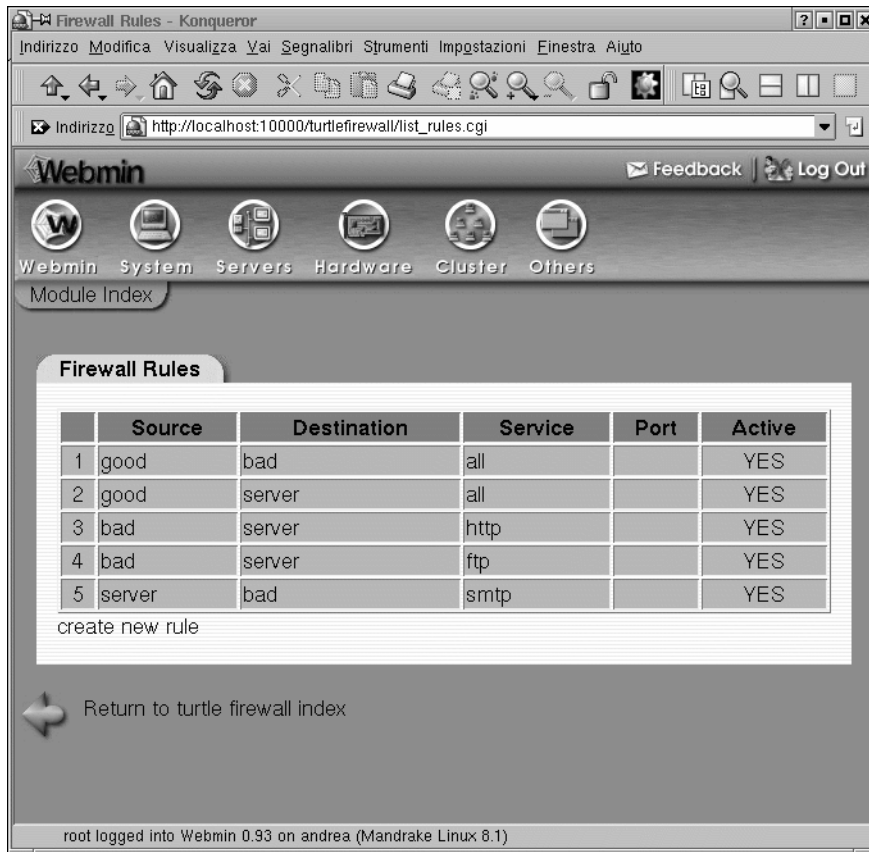 Firewall Rules - Konqueror
Indirizzo Modifica Visualizza Vai Segnalibri Strumenti Impostazioni Finestra Aiuto
Indirizzo http://localhost:10000/turtlefirewall/list_rules.cgi
Webmin Feedback Log Out
Webmin System Servers Hardware Cluster Others
Module Index
Firewall Rules
Source Destination Service Port Active
1 good bad all YES
2 good server all YES
3 bad server http YES
4 bad server ftp YES
5 server bad smtp YES
create new rule
Return to turtle firewall index
root logged into Webmin 0.93 on andrea (Mandrake Linux 8.1)